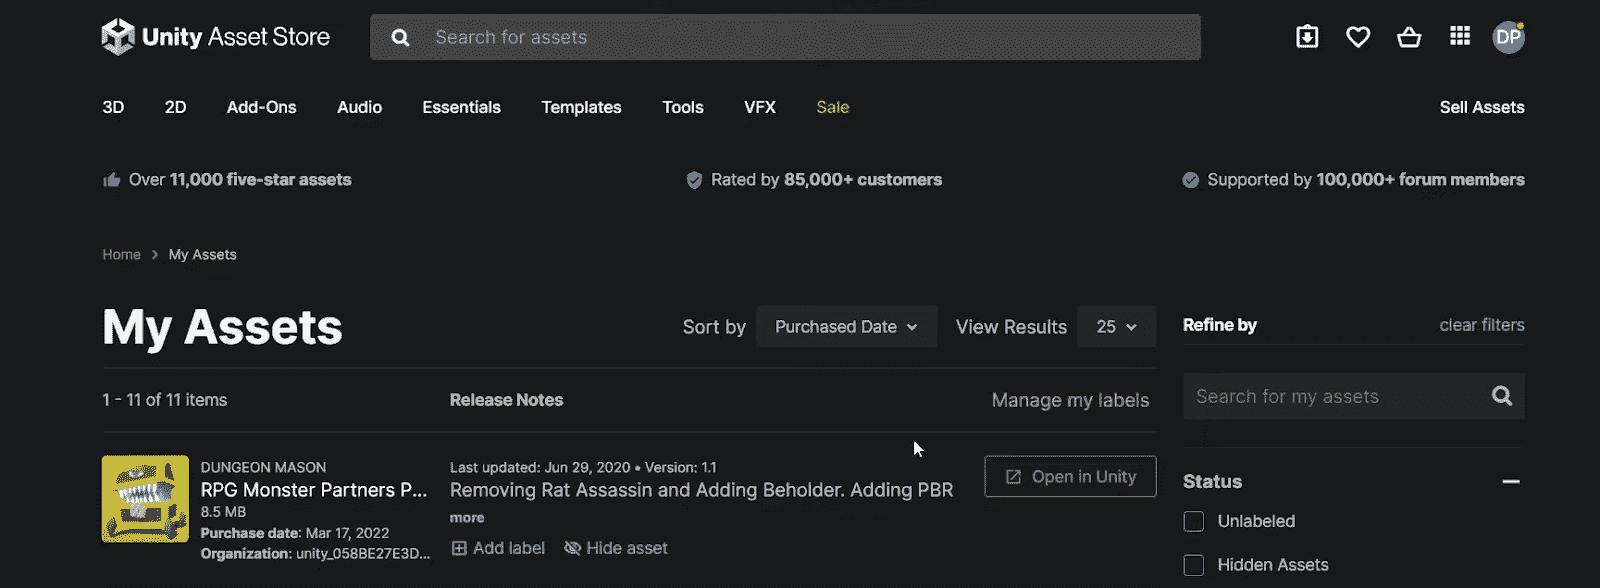 Unity Asset Store
Search for assets
DP
3D 2D Add-Ons Audio Essentials Templates Tools VFX Sale Sell Assets
Over 11,000 five-star assets Rated by 85,000+ customers Supported by 100,000+ forum members
Home > My Assets
My Assets
Sort by Purchased Date View Results 25
Refine by clear filters
1 - 11 of 11 items Release Notes Manage my labels
Search for my assets
DUNGEON MASON
RPG Monster Partners P...
8.5 MB
Purchase date: Mar 17, 2022
Organization: unity_058BE27E3D...
Last updated: Jun 29, 2020 • Version: 1.1
Removing Rat Assassin and Adding Beholder. Adding PBR
more
Add label Hide asset
Open in Unity
Status
Unlabeled
Hidden Assets